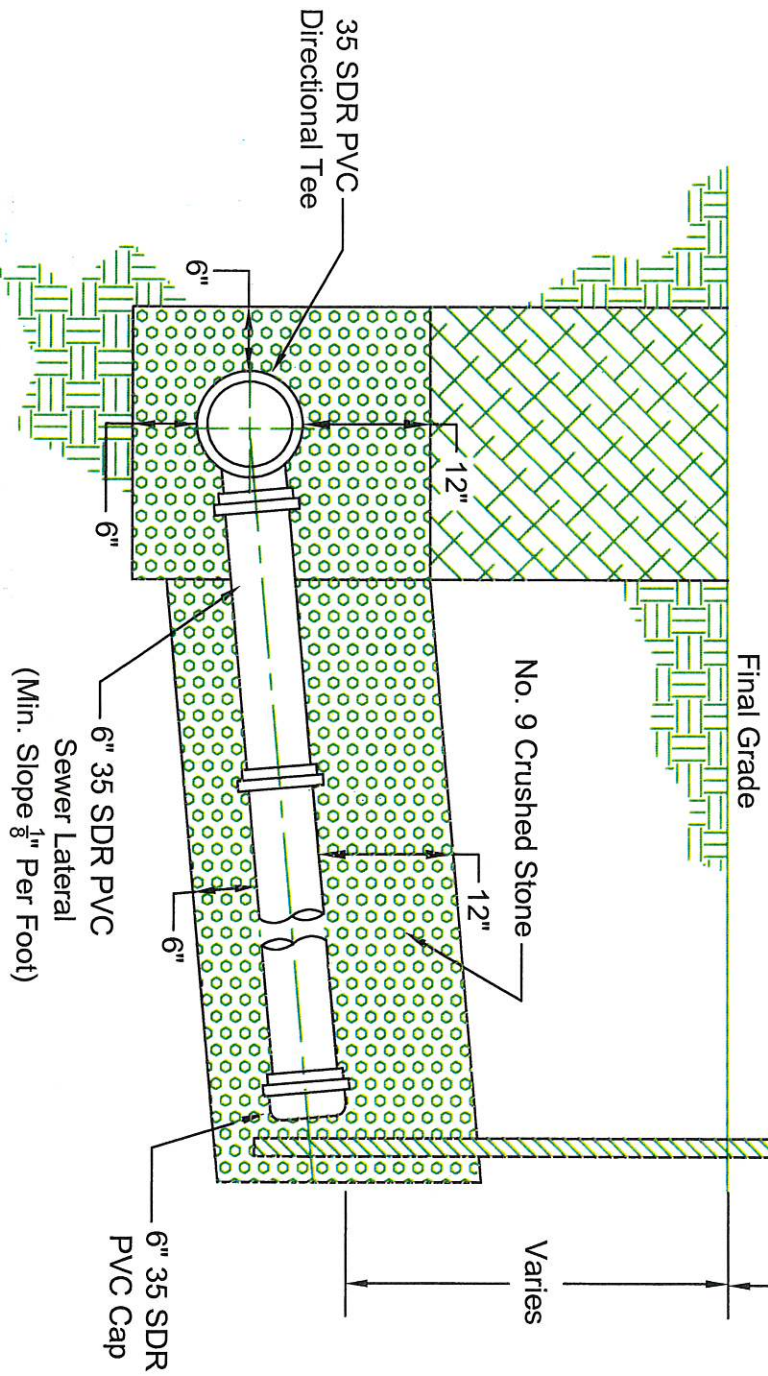 Final Grade
35 SDR PVC
Directional Tee
6"
12"
6"
No. 9 Crushed Stone
12"
6"
Varies
6" 35 SDR PVC
Sewer Lateral
(Min. Slope 1/8" Per Foot)
6" 35 SDR
PVC Cap